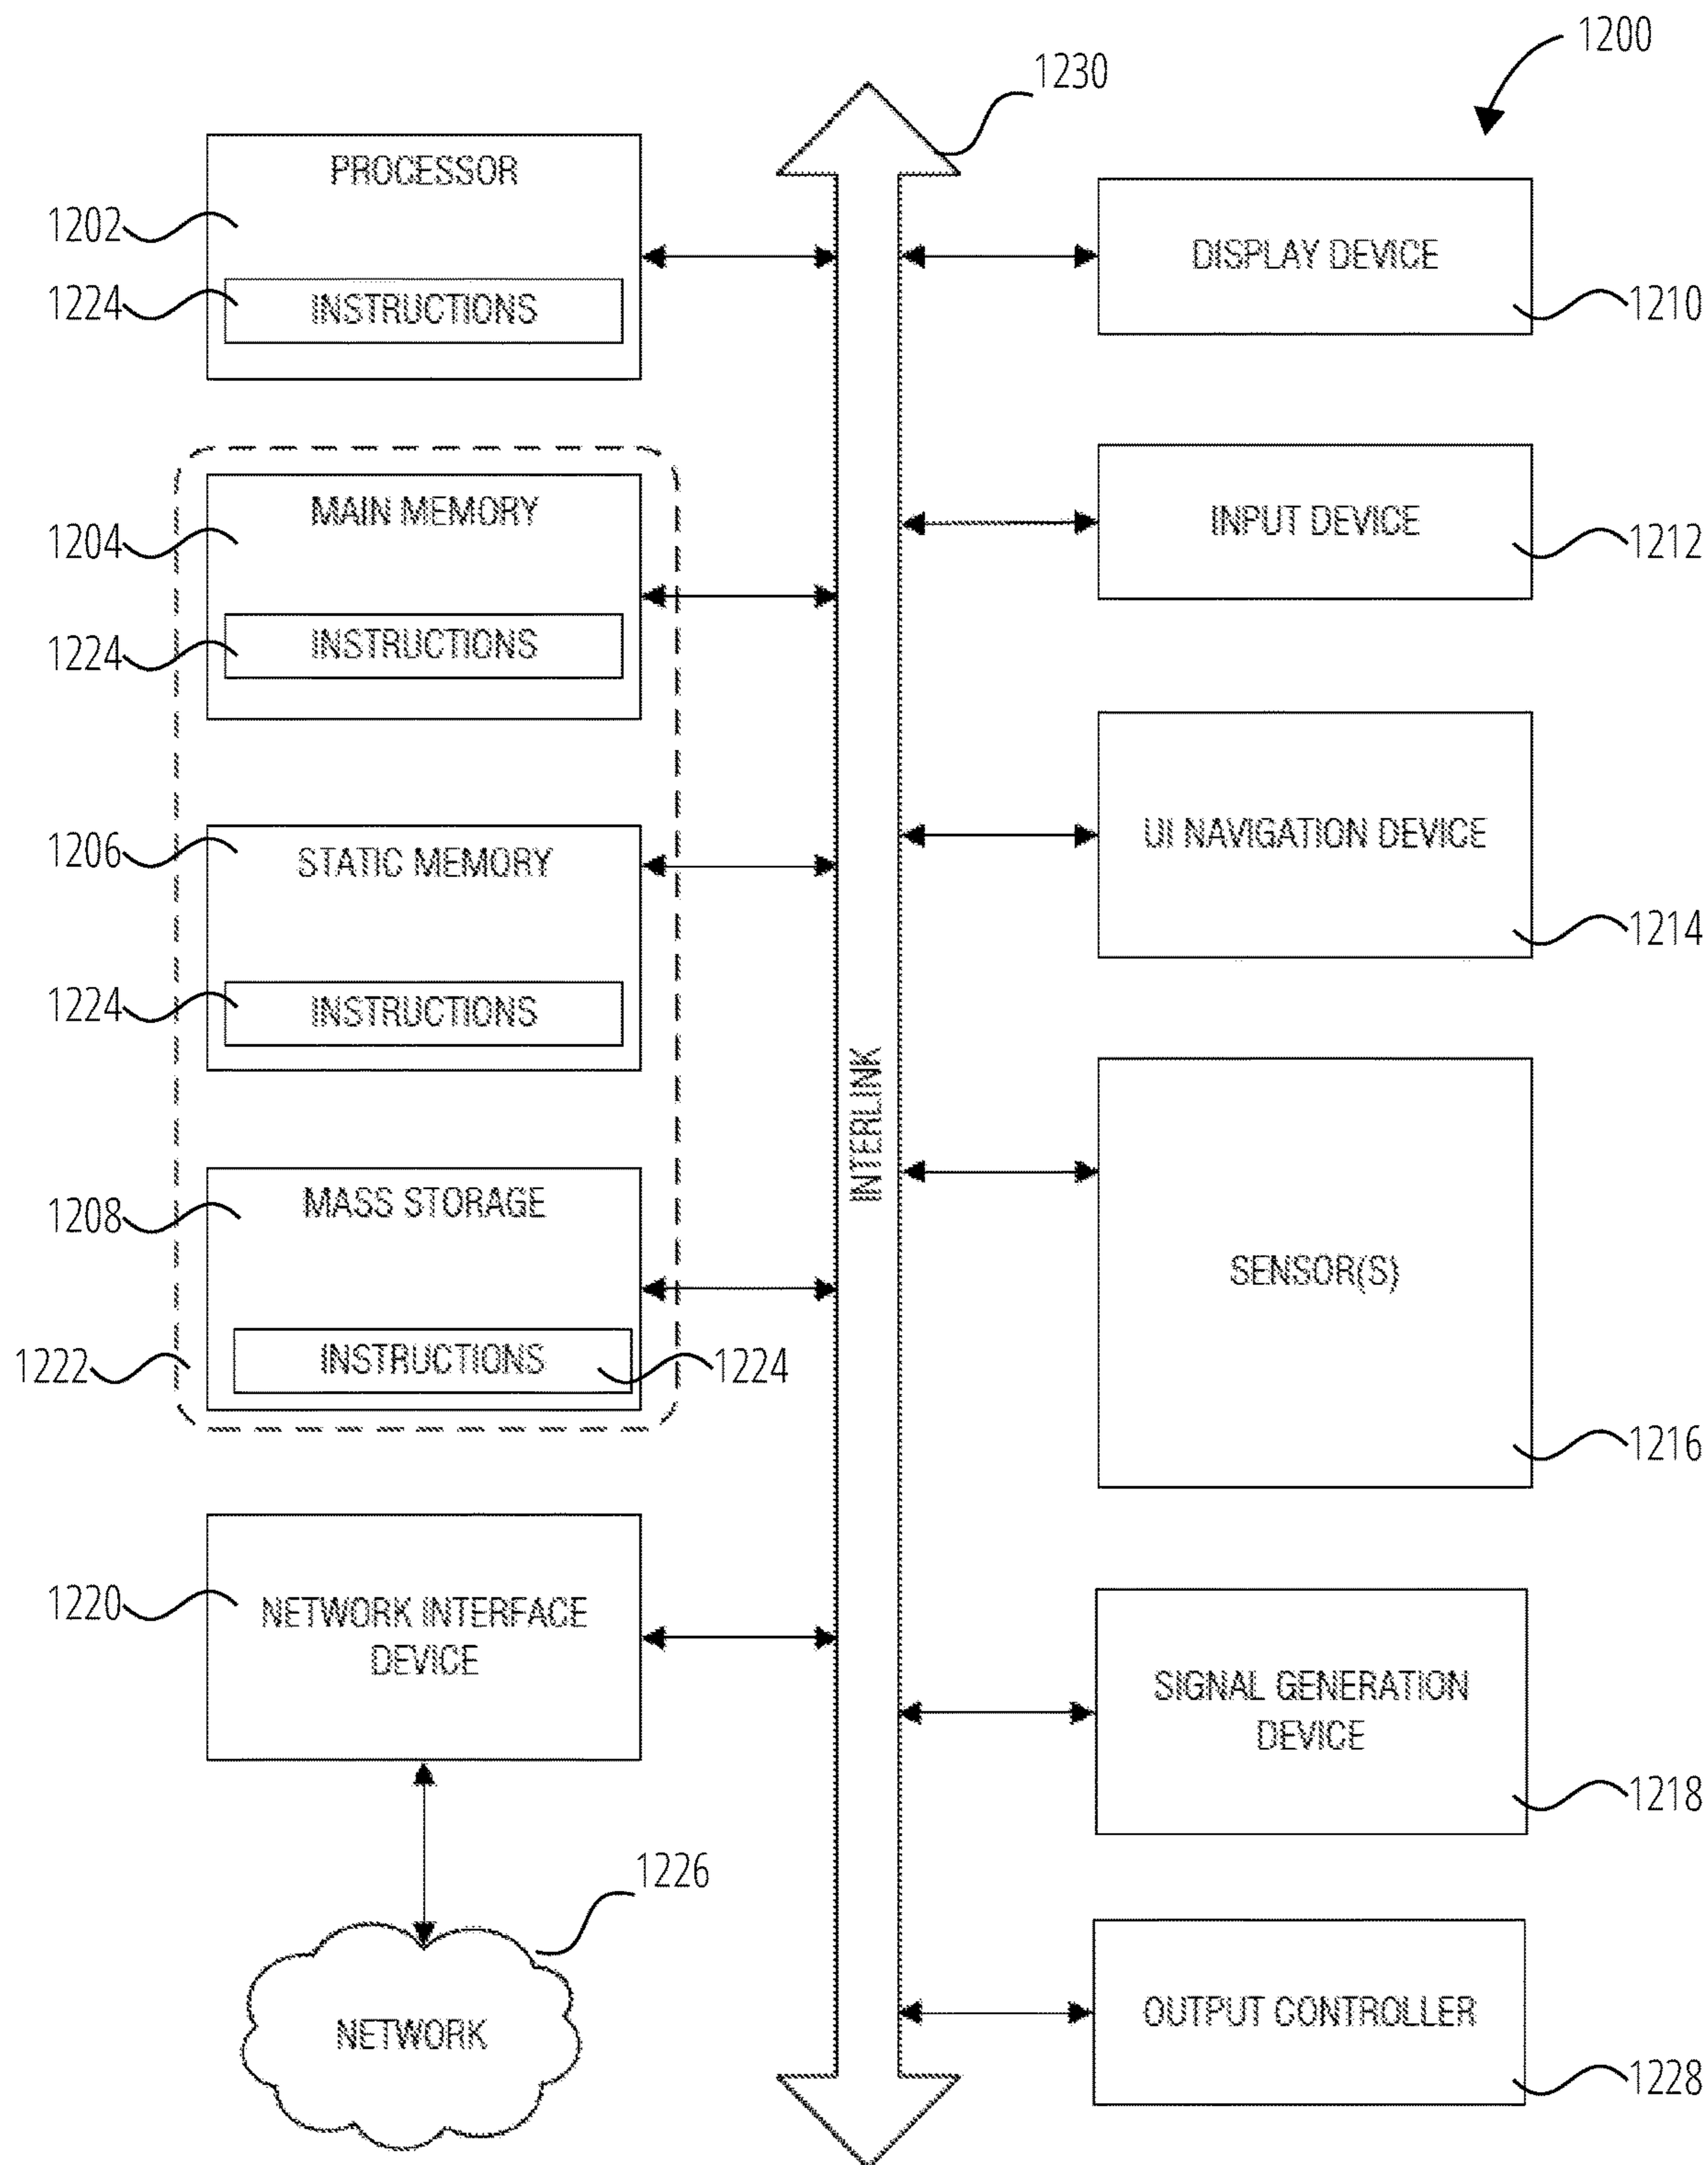 1200
1230
PROCESSOR
1202
1224
INSTRUCTIONS
MAIN MEMORY
1204
1224
INSTRUCTIONS
1206
STATIC MEMORY
1224
INSTRUCTIONS
1208
MASS STORAGE
1222
INSTRUCTIONS
1224
1220
NETWORK INTERFACE
DEVICE
1226
NETWORK
INTERLINK
DISPLAY DEVICE
1210
INPUT DEVICE
1212
UI NAVIGATION DEVICE
1214
SENSOR(S)
1216
SIGNAL GENERATION
DEVICE
1218
OUTPUT CONTROLLER
1228